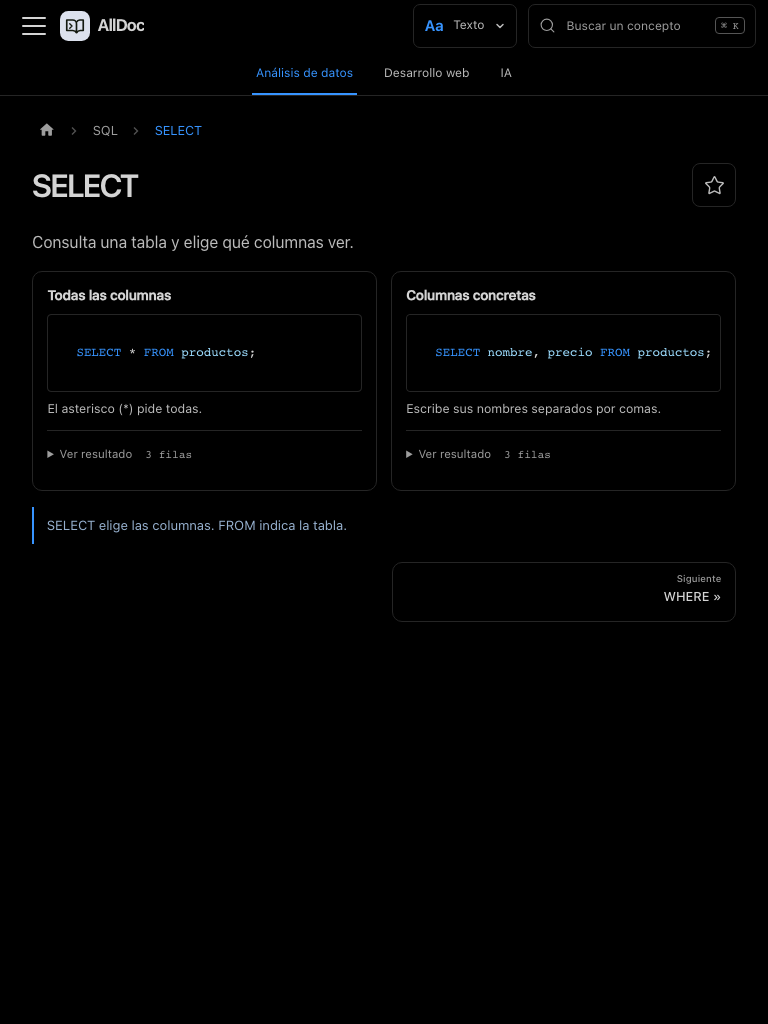 AllDoc
Aa Texto
Buscar un concepto
⌘ K
Análisis de datos
Desarrollo web
IA
SQL
SELECT
SELECT
Consulta una tabla y elige qué columnas ver.
Todas las columnas
SELECT * FROM productos;
El asterisco (*) pide todas.
Ver resultado 3 filas
Columnas concretas
SELECT nombre, precio FROM productos;
Escribe sus nombres separados por comas.
Ver resultado 3 filas
SELECT elige las columnas. FROM indica la tabla.
Siguiente
WHERE »